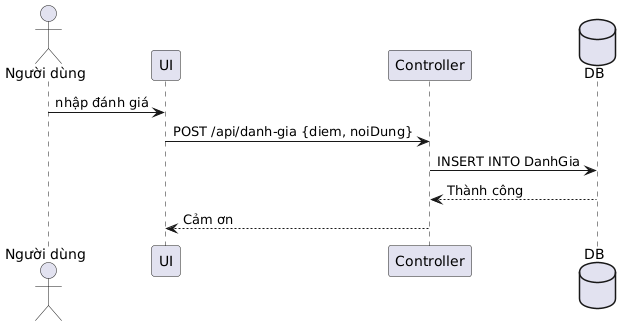 Người dùng
UI
Controller
DB
nhập đánh giá
POST /api/danh-gia {diem, noiDung}
INSERT INTO DanhGia
Thành công
Cảm ơn
Người dùng
UI
Controller
DB